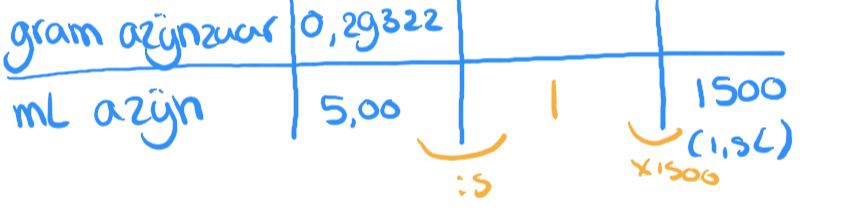 gram azijnzuur 0,29322
mL azijn 5,00 1 1500
(1,5L)
:5 x1500